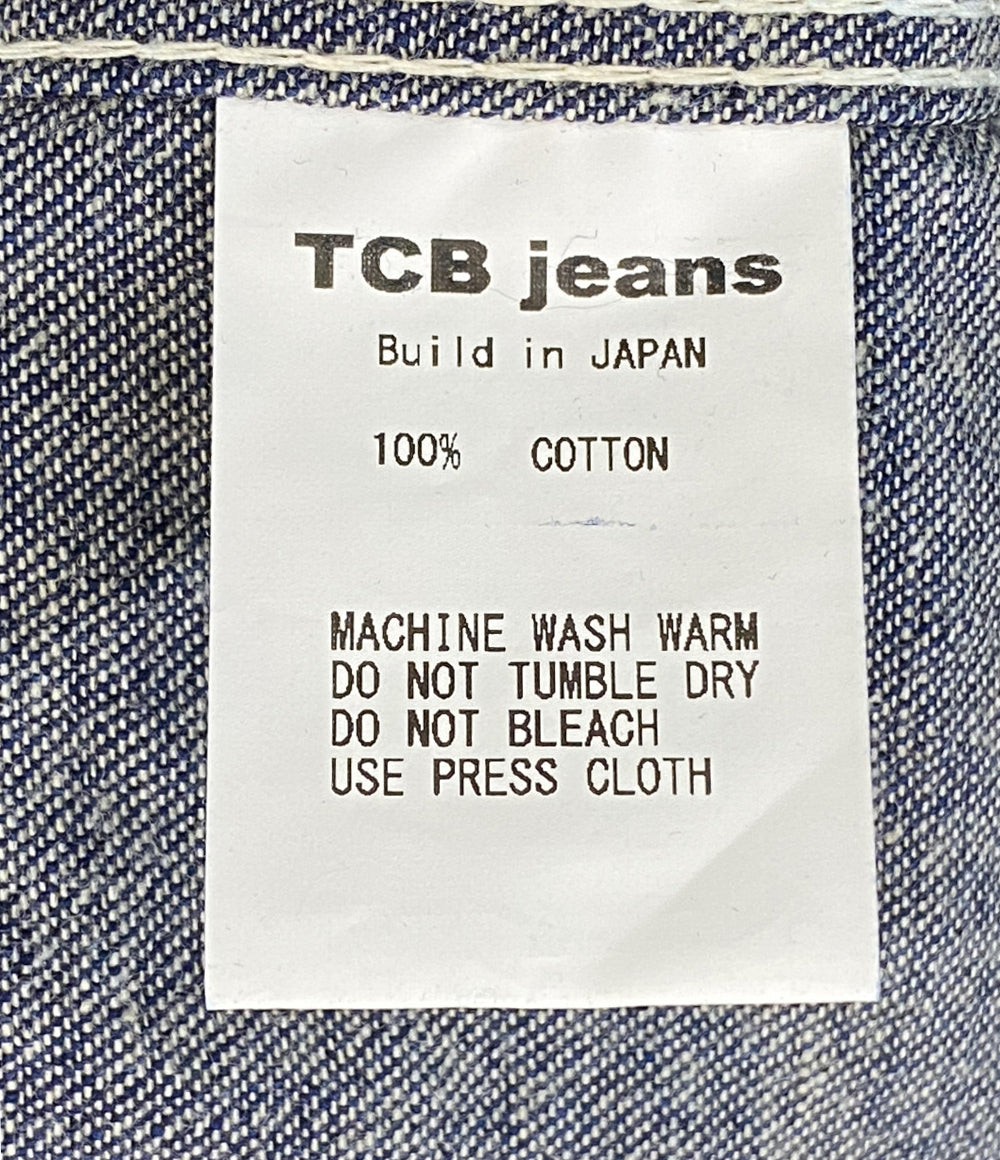 TCB jeans
Build in JAPAN
100% COTTON
MACHINE WASH WARM
DO NOT TUMBLE DRY
DO NOT BLEACH
USE PRESS CLOTH